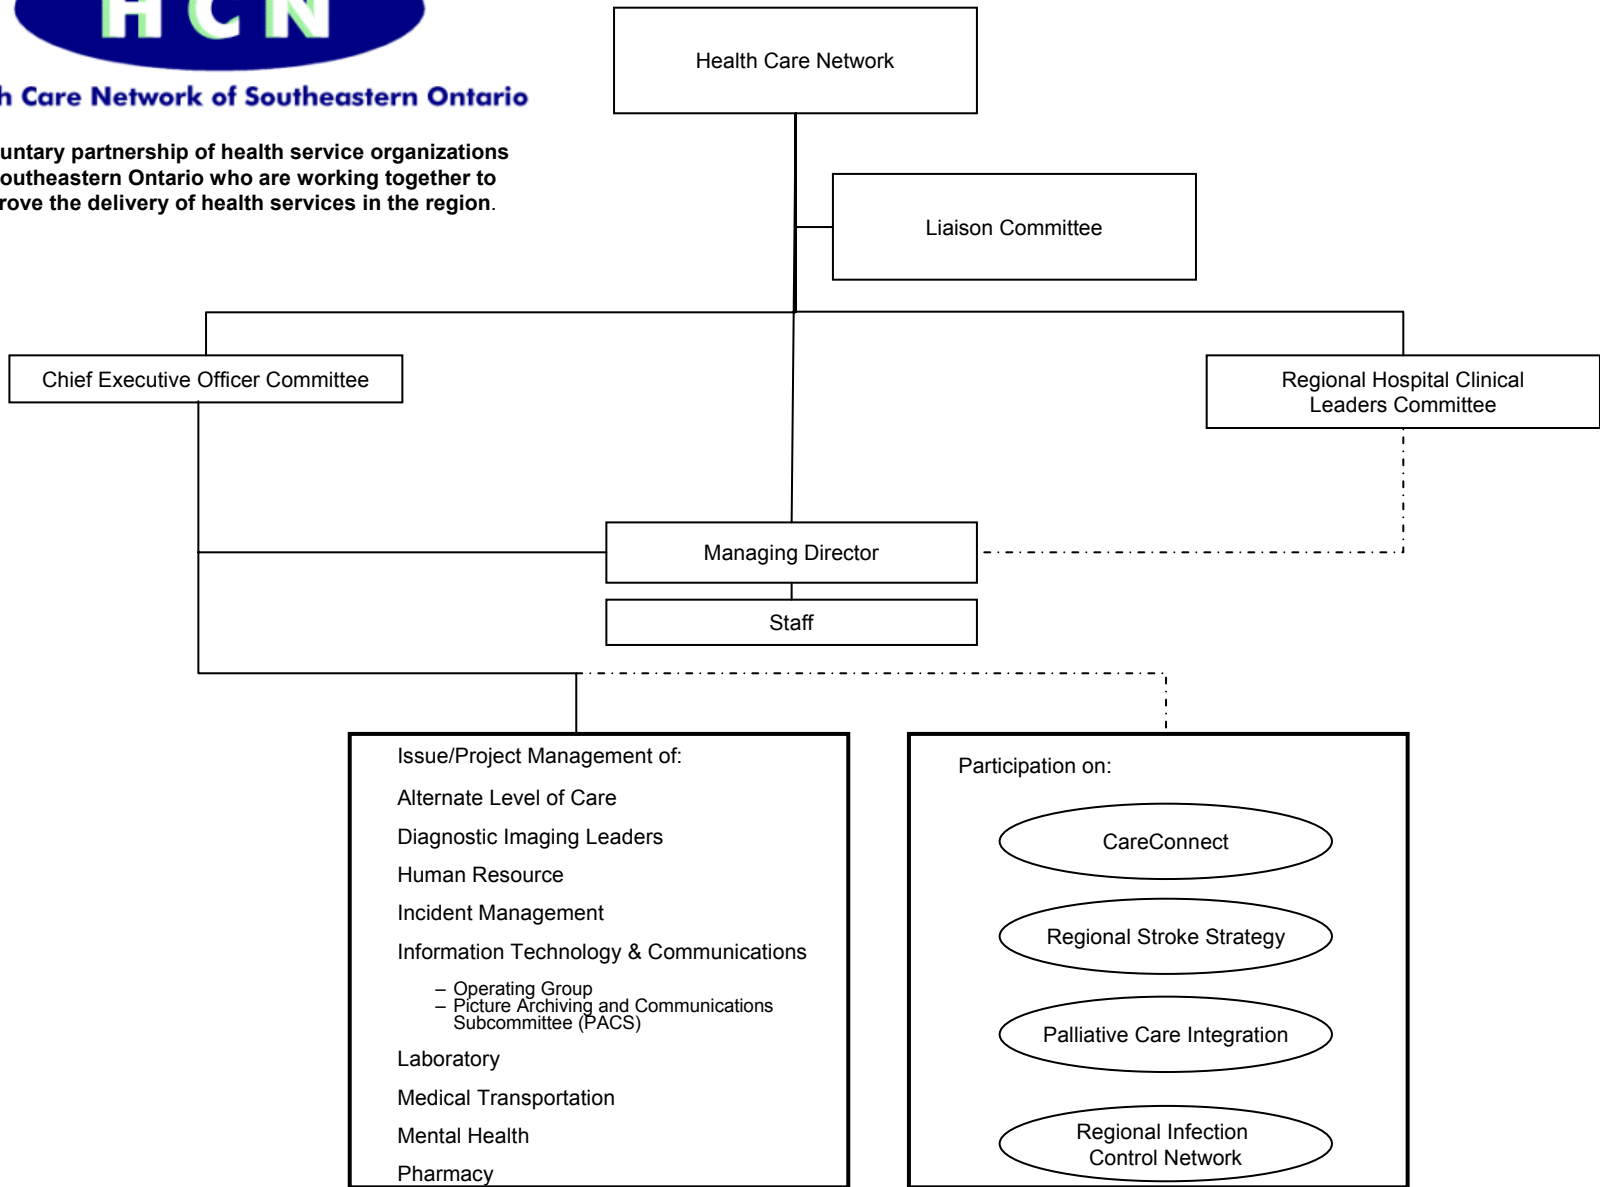 HCN
h Care Network of Southeastern Ontario
untary partnership of health service organizations
outheastern Ontario who are working together to
rove the delivery of health services in the region.
Health Care Network
Liaison Committee
Chief Executive Officer Committee
Regional Hospital Clinical
Leaders Committee
Managing Director
Staff
Issue/Project Management of:
Alternate Level of Care
Diagnostic Imaging Leaders
Human Resource
Incident Management
Information Technology & Communications
– Operating Group
– Picture Archiving and Communications
Subcommittee (PACS)
Laboratory
Medical Transportation
Mental Health
Pharmacy
Participation on:
CareConnect
Regional Stroke Strategy
Palliative Care Integration
Regional Infection
Control Network